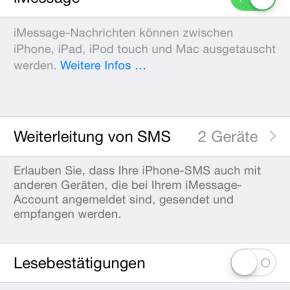 iMessage
iMessage-Nachrichten können zwischen
iPhone, iPad, iPod touch und Mac ausgetauscht
werden. Weitere Infos …
Weiterleitung von SMS 2 Geräte
Erlauben Sie, dass Ihre iPhone-SMS auch mit
anderen Geräten, die bei Ihrem iMessage-
Account angemeldet sind, gesendet und
empfangen werden.
Lesebestätigungen